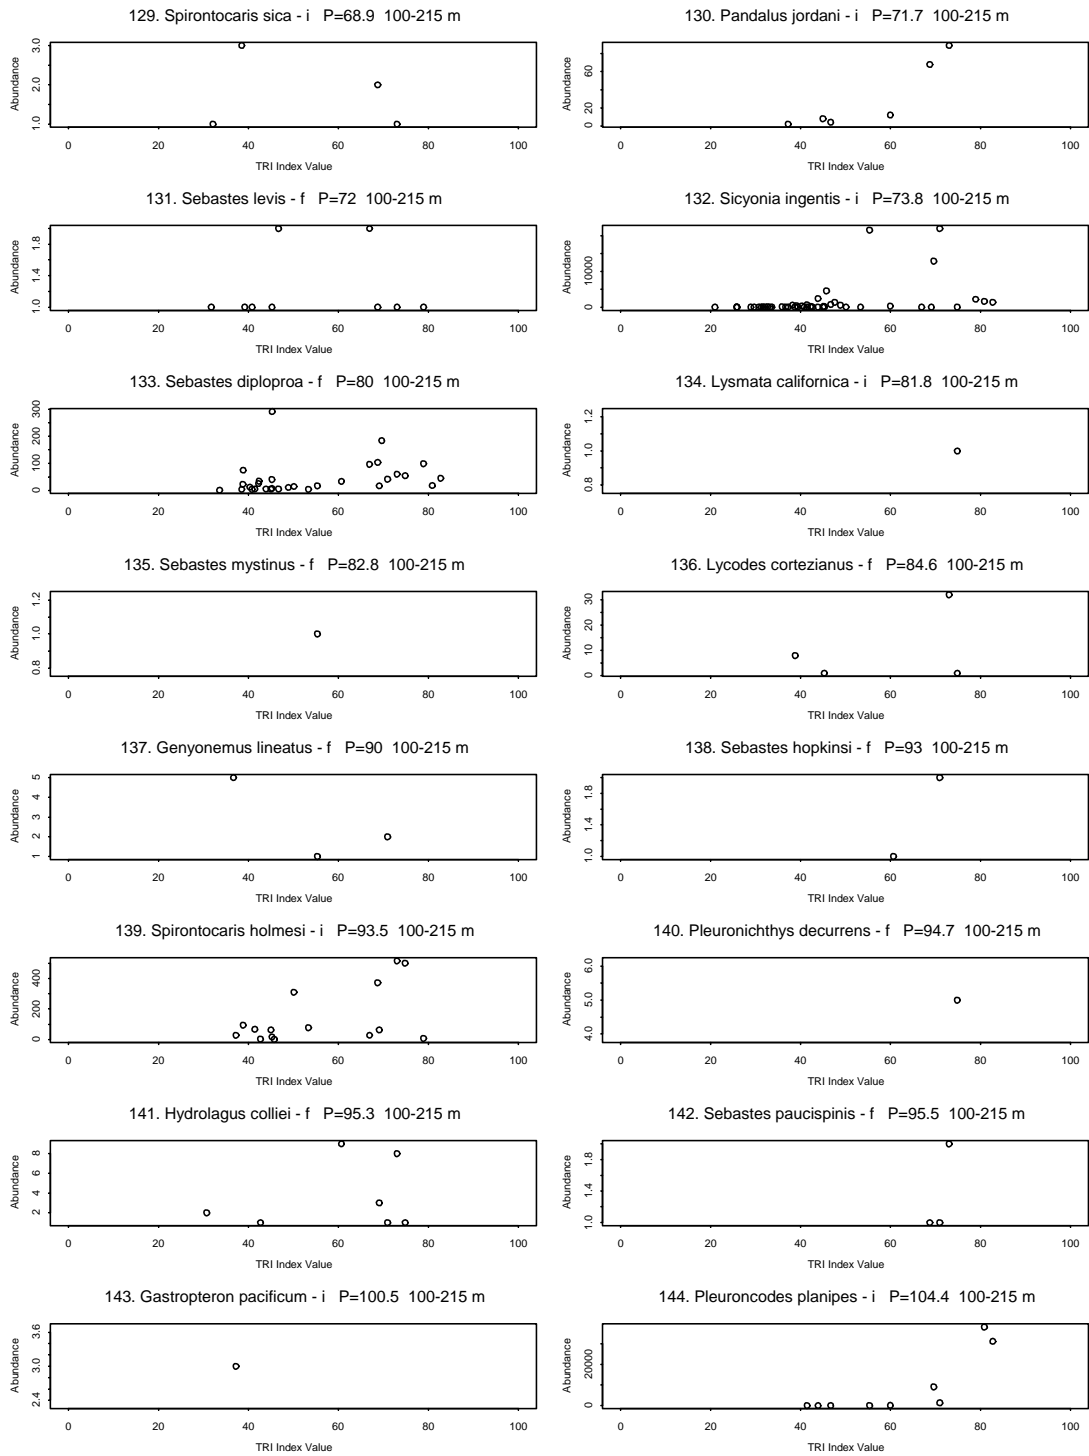 129. Spirontocaris sica - i P=68.9 100-215 m
Abundance
1.0 2.0 3.0
0 20 40 60 80 100
TRI Index Value
130. Pandalus jordani - i P=71.7 100-215 m
Abundance
0 20 60
0 20 40 60 80 100
TRI Index Value
131. Sebastes levis - f P=72 100-215 m
Abundance
1.0 1.4 1.8
0 20 40 60 80 100
TRI Index Value
132. Sicyonia ingentis - i P=73.8 100-215 m
Abundance
0 10000
0 20 40 60 80 100
TRI Index Value
133. Sebastes diploproa - f P=80 100-215 m
Abundance
0 100 200 300
0 20 40 60 80 100
TRI Index Value
134. Lysmata californica - i P=81.8 100-215 m
Abundance
0.8 1.0 1.2
0 20 40 60 80 100
TRI Index Value
135. Sebastes mystinus - f P=82.8 100-215 m
Abundance
0.8 1.0 1.2
0 20 40 60 80 100
TRI Index Value
136. Lycodes cortezianus - f P=84.6 100-215 m
Abundance
0 10 20 30
0 20 40 60 80 100
TRI Index Value
137. Genyonemus lineatus - f P=90 100-215 m
Abundance
1 2 3 4 5
0 20 40 60 80 100
TRI Index Value
138. Sebastes hopkinsi - f P=93 100-215 m
Abundance
1.0 1.4 1.8
0 20 40 60 80 100
TRI Index Value
139. Spirontocaris holmesi - i P=93.5 100-215 m
Abundance
0 200 400
0 20 40 60 80 100
TRI Index Value
140. Pleuronichthys decurrens - f P=94.7 100-215 m
Abundance
4.0 5.0 6.0
0 20 40 60 80 100
TRI Index Value
141. Hydrolagus colliei - f P=95.3 100-215 m
Abundance
2 4 6 8
0 20 40 60 80 100
TRI Index Value
142. Sebastes paucispinis - f P=95.5 100-215 m
Abundance
1.0 1.4 1.8
0 20 40 60 80 100
TRI Index Value
143. Gastropteron pacificum - i P=100.5 100-215 m
Abundance
2.4 3.0 3.6
0 20 40 60 80 100
TRI Index Value
144. Pleuroncodes planipes - i P=104.4 100-215 m
Abundance
0 20000
0 20 40 60 80 100
TRI Index Value